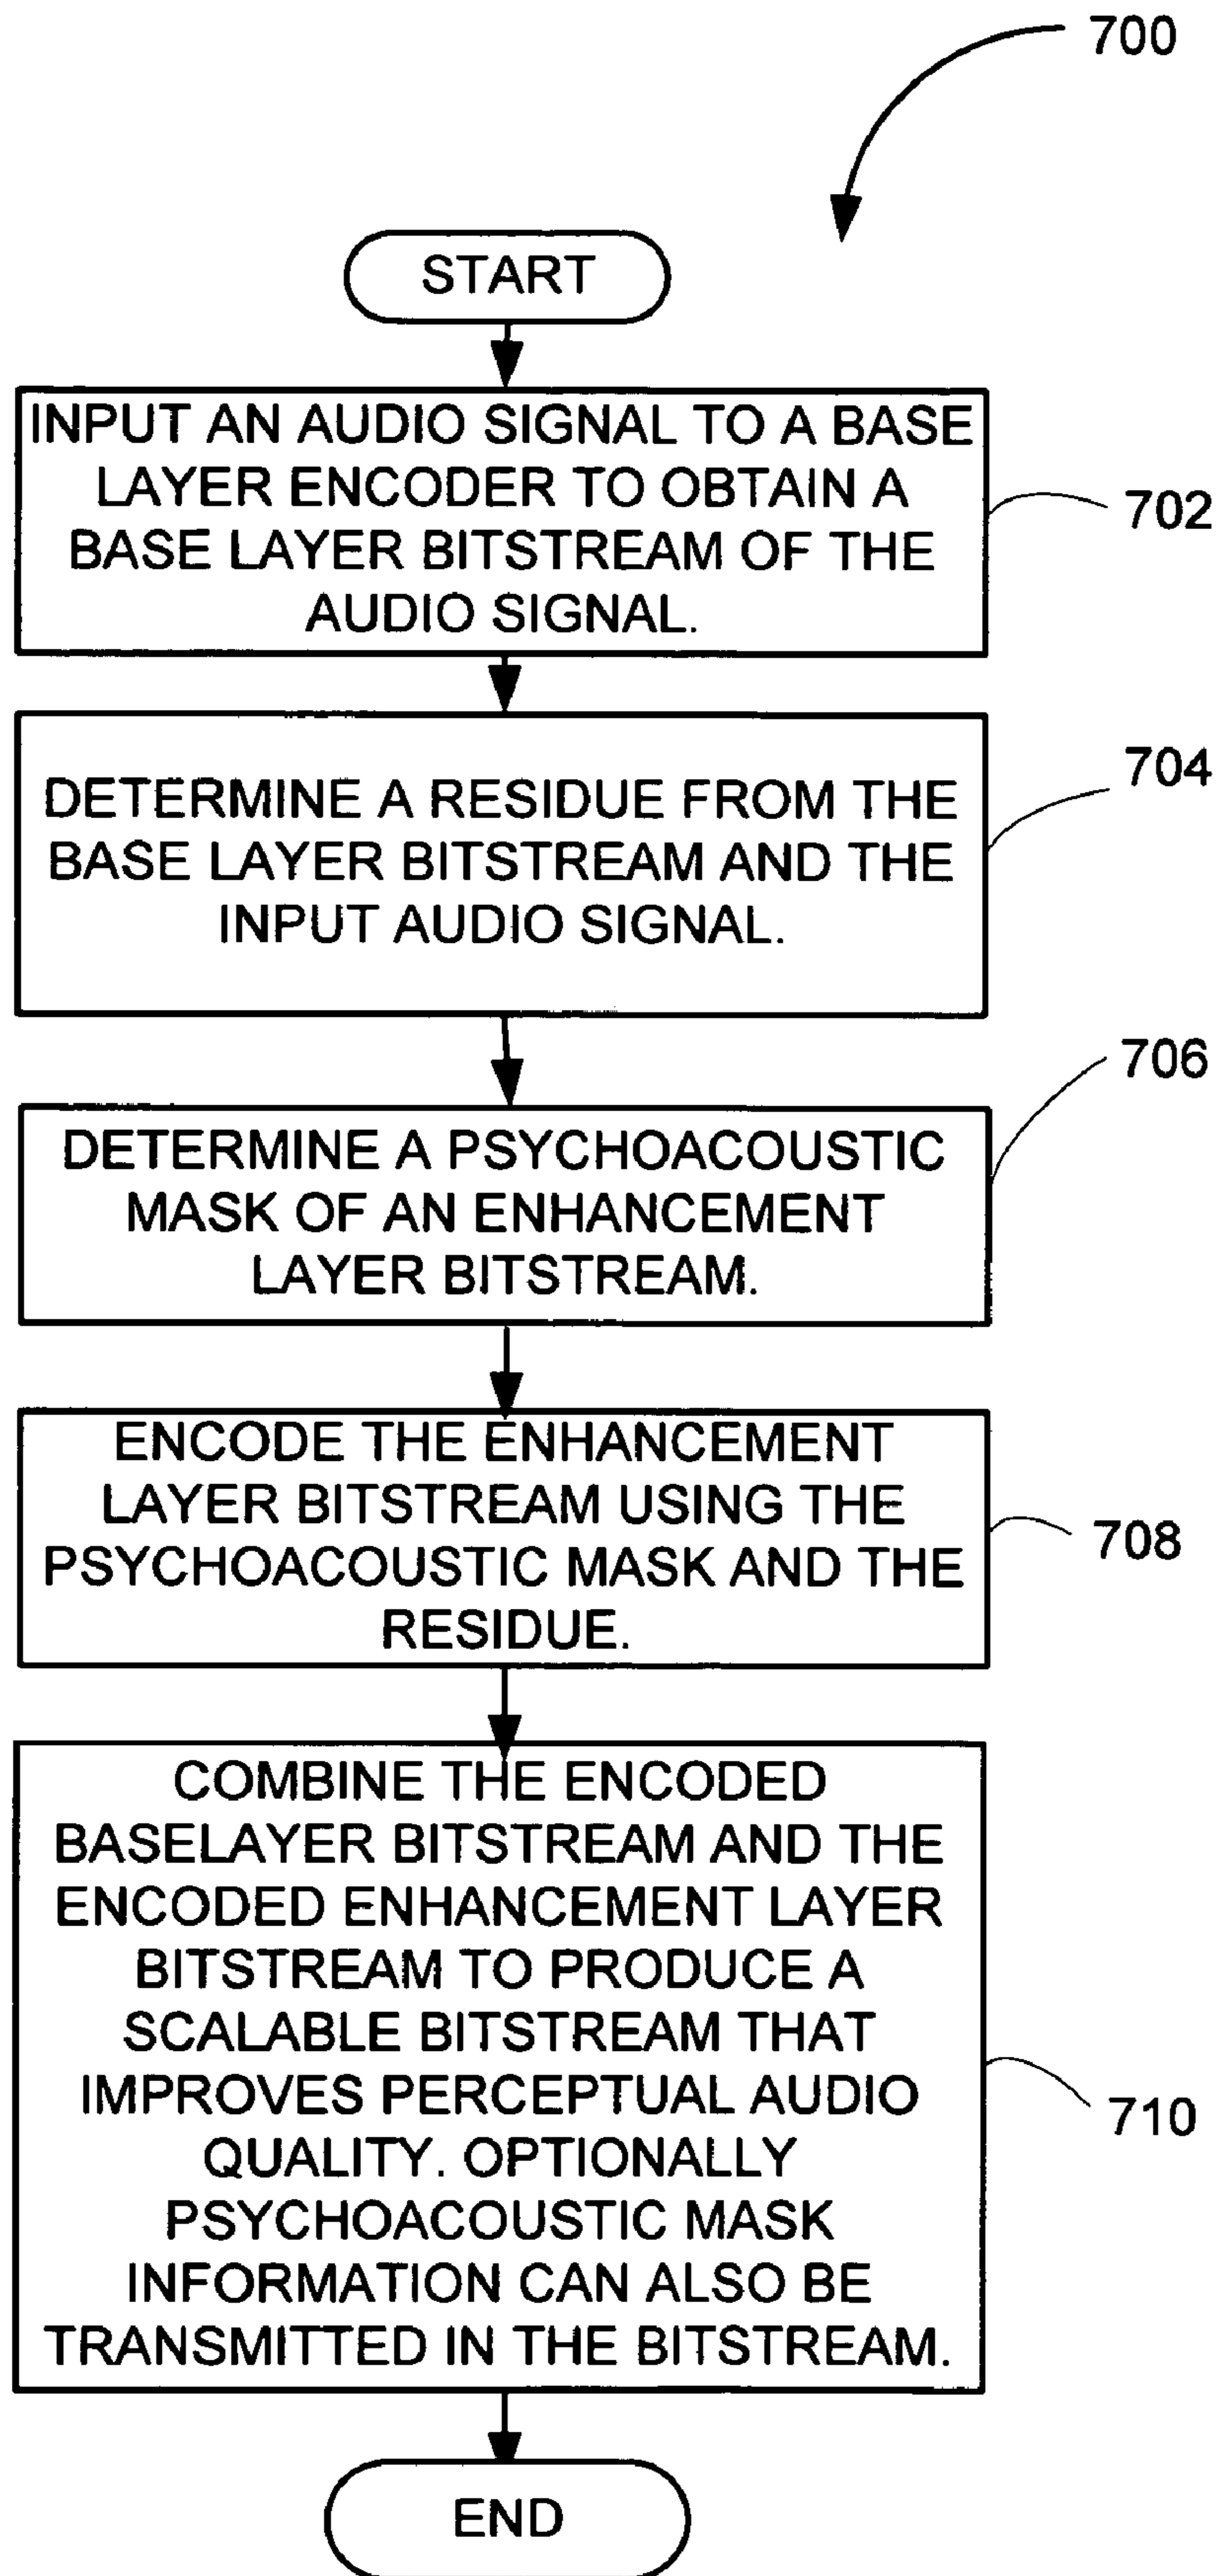 700
START
INPUT AN AUDIO SIGNAL TO A BASE
LAYER ENCODER TO OBTAIN A
BASE LAYER BITSTREAM OF THE
AUDIO SIGNAL.
702
DETERMINE A RESIDUE FROM THE
BASE LAYER BITSTREAM AND THE
INPUT AUDIO SIGNAL.
704
DETERMINE A PSYCHOACOUSTIC
MASK OF AN ENHANCEMENT
LAYER BITSTREAM.
706
ENCODE THE ENHANCEMENT
LAYER BITSTREAM USING THE
PSYCHOACOUSTIC MASK AND THE
RESIDUE.
708
COMBINE THE ENCODED
BASELAYER BITSTREAM AND THE
ENCODED ENHANCEMENT LAYER
BITSTREAM TO PRODUCE A
SCALABLE BITSTREAM THAT
IMPROVES PERCEPTUAL AUDIO
QUALITY. OPTIONALLY
PSYCHOACOUSTIC MASK
INFORMATION CAN ALSO BE
TRANSMITTED IN THE BITSTREAM.
710
END